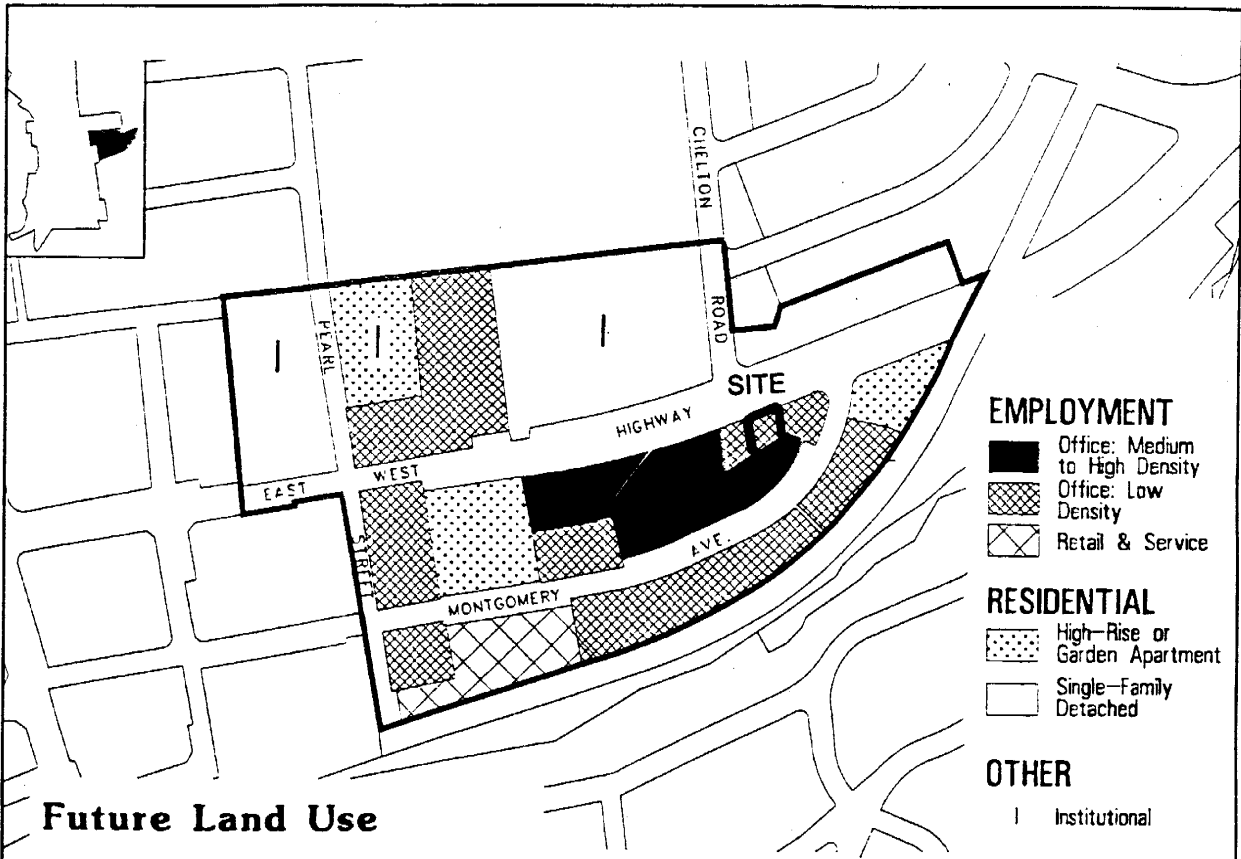 CHELTON
ROAD
PEARL
STREET
I
I
I
SITE
HIGHWAY
WEST
EAST
AVE.
MONTGOMERY
EMPLOYMENT
Office: Medium
to High Density
Office: Low
Density
Retail & Service
RESIDENTIAL
High-Rise or
Garden Apartment
Single-Family
Detached
OTHER
I Institutional
Future Land Use